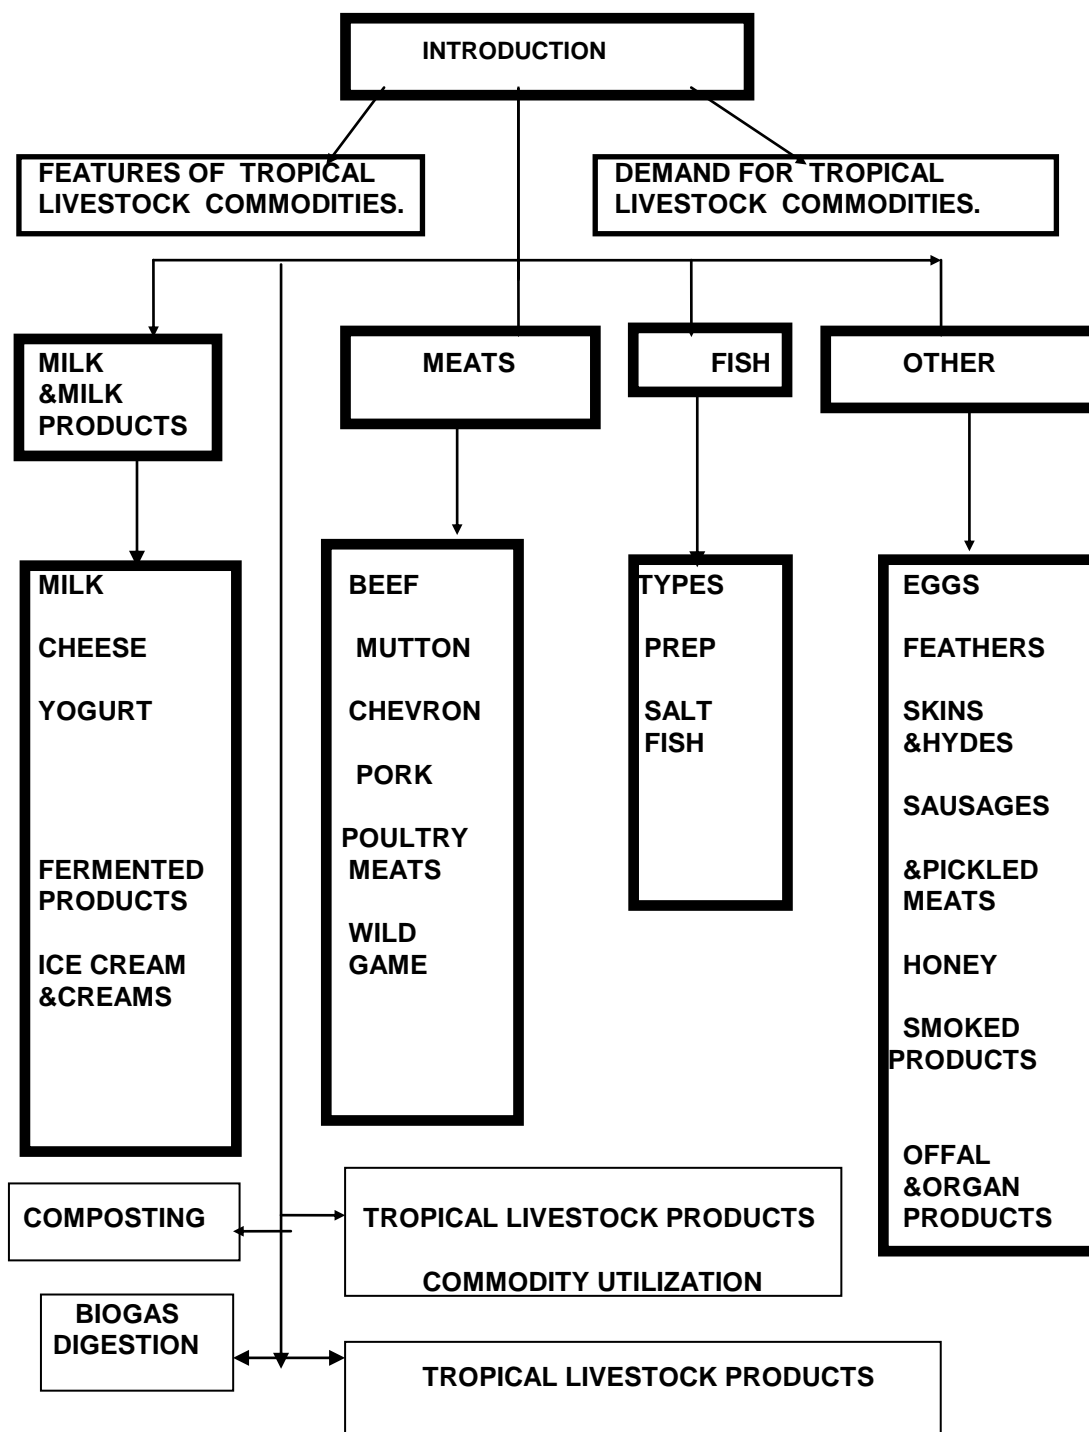 INTRODUCTION
FEATURES OF TROPICAL
LIVESTOCK COMMODITIES.
DEMAND FOR TROPICAL
LIVESTOCK COMMODITIES.
MILK
&MILK
PRODUCTS
MEATS
FISH
OTHER
MILK
CHEESE
YOGURT
FERMENTED
PRODUCTS
ICE CREAM
&CREAMS
BEEF
MUTTON
CHEVRON
PORK
POULTRY
MEATS
WILD
GAME
TYPES
PREP
SALT
FISH
EGGS
FEATHERS
SKINS
&HYDES
SAUSAGES
&PICKLED
MEATS
HONEY
SMOKED
PRODUCTS
OFFAL
&ORGAN
PRODUCTS
COMPOSTING
TROPICAL LIVESTOCK PRODUCTS
COMMODITY UTILIZATION
BIOGAS
DIGESTION
TROPICAL LIVESTOCK PRODUCTS